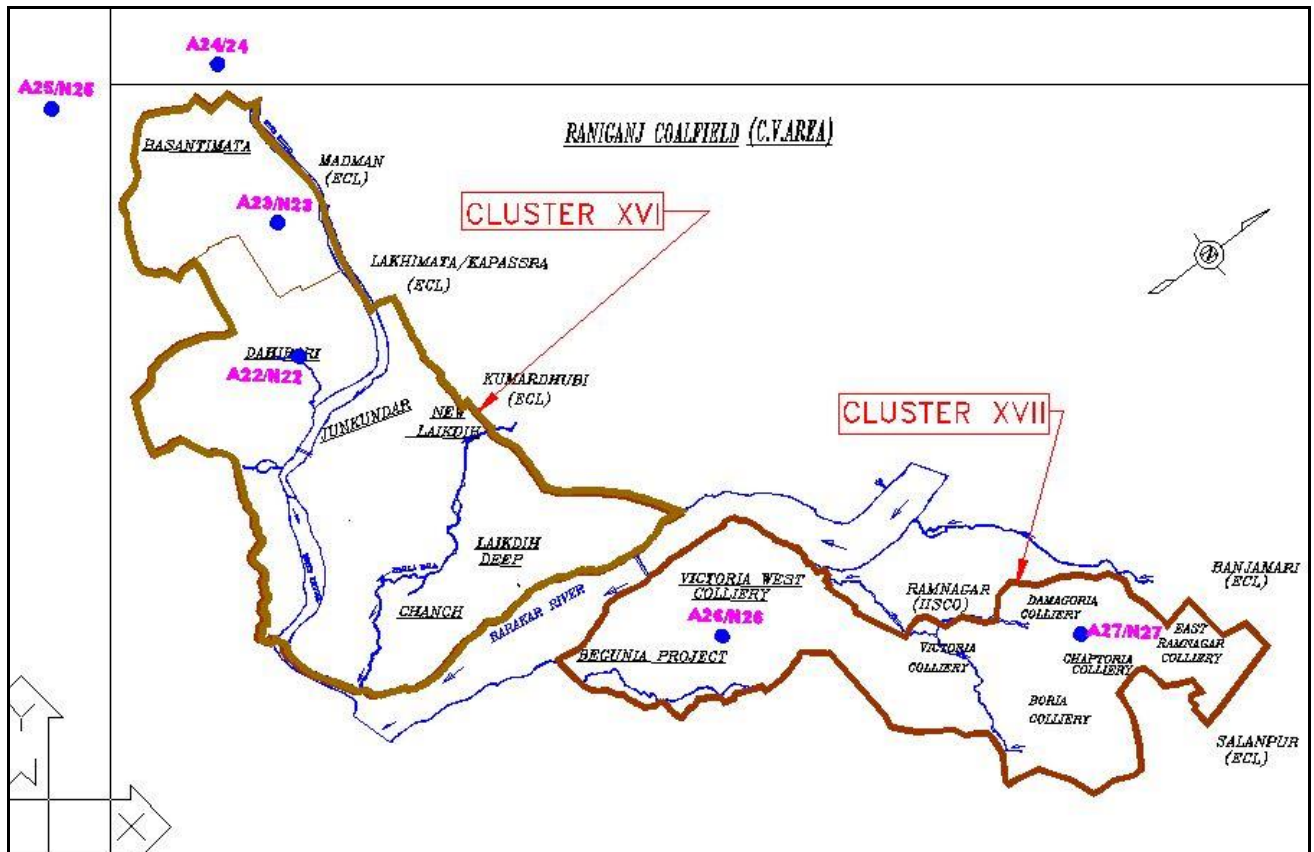 A24/24
A25/N25
RANIGANJ COALFIELD (C.V.AREA)
BASANTIMATA
MADMAN
(ECL)
A23/N23
CLUSTER XVI
LAKHIMATA/KAPASSRA
(ECL)
DAHIBARI
A22/N22
KUMARDHUBI
(ECL)
JUNKUNDAR
NEW
LAIKDIH
CLUSTER XVII
LAIKDIH
DEEP
CHANCH
BARAKAR RIVER
VICTORIA WEST
COLLIERY
A26/N26
BEGUNIA PROJECT
RAMNAGAR
(IISCO)
VICTORIA
COLLIERY
DAMAGORIA
COLLIERY
BANJAMARI
(ECL)
A27/N27
EAST
RAMNAGAR
COLLIERY
CHAPTORIA
COLLIERY
BORIA
COLLIERY
SALANPUR
(ECL)
Y
W
X